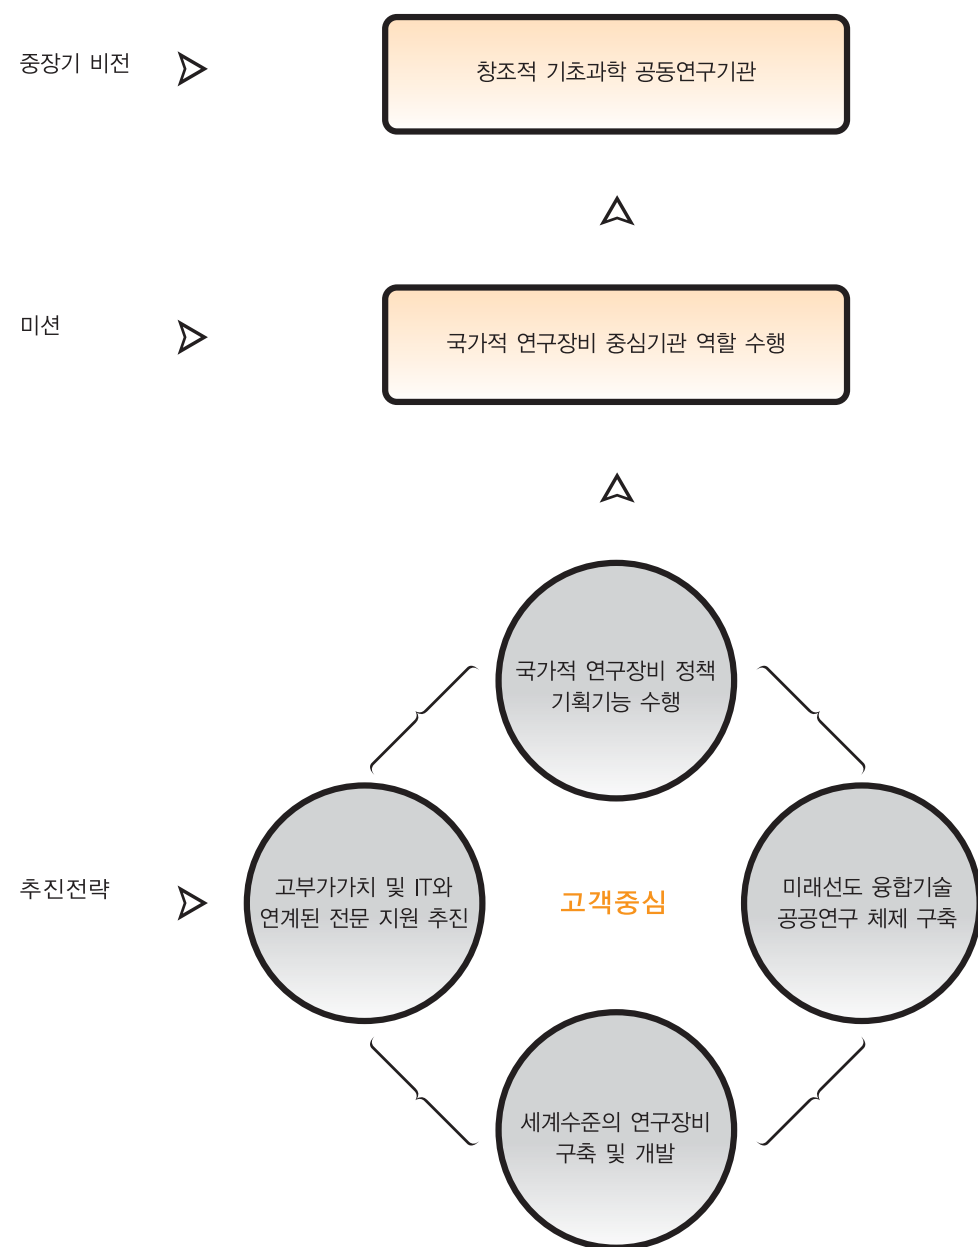 중장기 비전
창조적 기초과학 공동연구기관
미션
국가적 연구장비 중심기관 역할 수행
국가적 연구장비 정책
기획기능 수행
추진전략
고부가가치 및 IT와
연계된 전문 지원 추진
고객중심
미래선도 융합기술
공공연구 체제 구축
세계수준의 연구장비
구축 및 개발